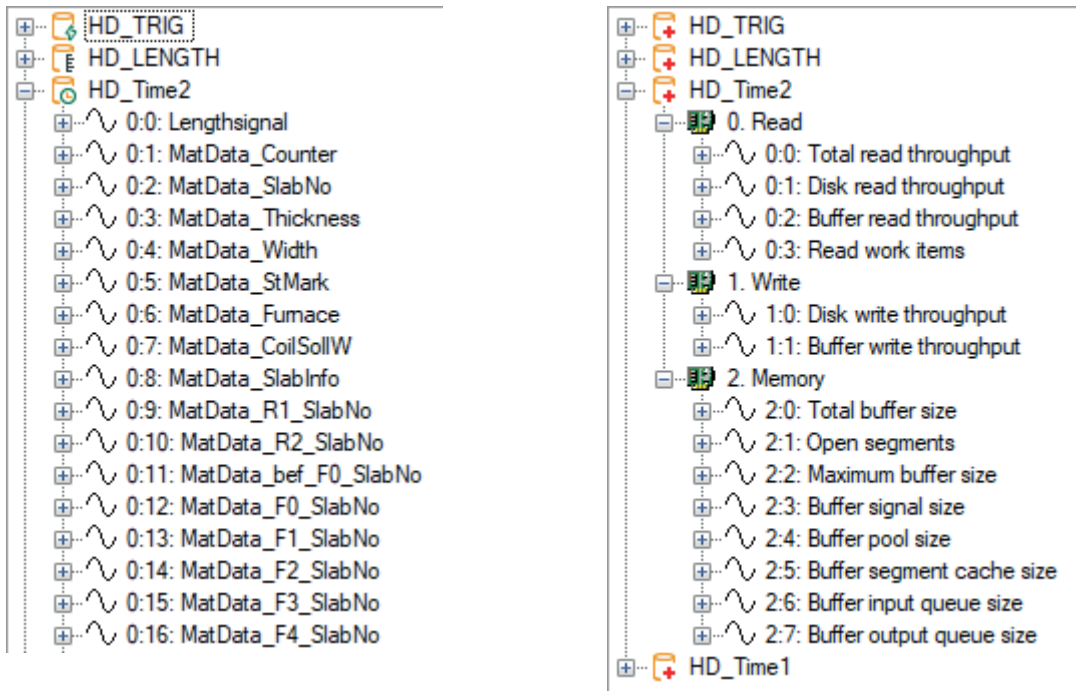 HD_TRIG
HD_LENGTH
HD_Time2
0:0: Lengthsignal
0:1: MatData_Counter
0:2: MatData_SlabNo
0:3: MatData_Thickness
0:4: MatData_Width
0:5: MatData_StMark
0:6: MatData_Furnace
0:7: MatData_CoilSollW
0:8: MatData_SlabInfo
0:9: MatData_R1_SlabNo
0:10: MatData_R2_SlabNo
0:11: MatData_bef_F0_SlabNo
0:12: MatData_F0_SlabNo
0:13: MatData_F1_SlabNo
0:14: MatData_F2_SlabNo
0:15: MatData_F3_SlabNo
0:16: MatData_F4_SlabNo
HD_TRIG
HD_LENGTH
HD_Time2
0. Read
0:0: Total read throughput
0:1: Disk read throughput
0:2: Buffer read throughput
0:3: Read work items
1. Write
1:0: Disk write throughput
1:1: Buffer write throughput
2. Memory
2:0: Total buffer size
2:1: Open segments
2:2: Maximum buffer size
2:3: Buffer signal size
2:4: Buffer pool size
2:5: Buffer segment cache size
2:6: Buffer input queue size
2:7: Buffer output queue size
HD_Time1